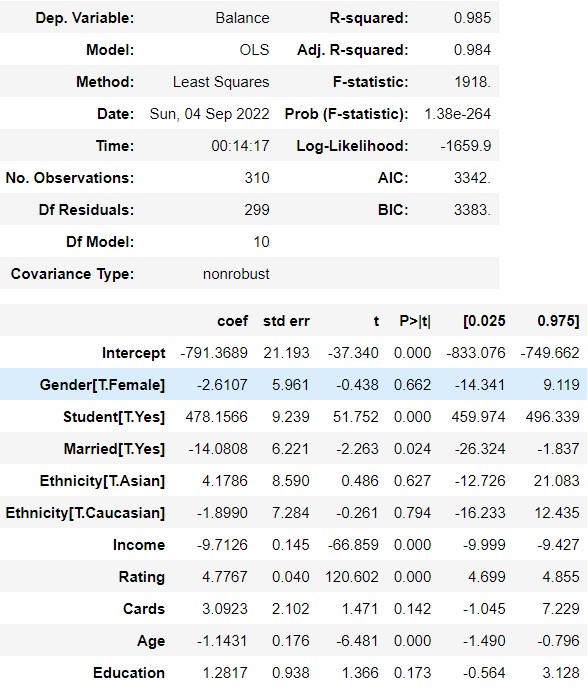 Dep. Variable: Balance R-squared: 0.985
Model: OLS Adj. R-squared: 0.984
Method: Least Squares F-statistic: 1918.
Date: Sun, 04 Sep 2022 Prob (F-statistic): 1.38e-264
Time: 00:14:17 Log-Likelihood: -1659.9
No. Observations: 310 AIC: 3342.
Df Residuals: 299 BIC: 3383.
Df Model: 10
Covariance Type: nonrobust
coef std err t P>|t| [0.025 0.975]
Intercept -791.3689 21.193 -37.340 0.000 -833.076 -749.662
Gender[T.Female] -2.6107 5.961 -0.438 0.662 -14.341 9.119
Student[T.Yes] 478.1566 9.239 51.752 0.000 459.974 496.339
Married[T.Yes] -14.0808 6.221 -2.263 0.024 -26.324 -1.837
Ethnicity[T.Asian] 4.1786 8.590 0.486 0.627 -12.726 21.083
Ethnicity[T.Caucasian] -1.8990 7.284 -0.261 0.794 -16.233 12.435
Income -9.7126 0.145 -66.859 0.000 -9.999 -9.427
Rating 4.7767 0.040 120.602 0.000 4.699 4.855
Cards 3.0923 2.102 1.471 0.142 -1.045 7.229
Age -1.1431 0.176 -6.481 0.000 -1.490 -0.796
Education 1.2817 0.938 1.366 0.173 -0.564 3.128